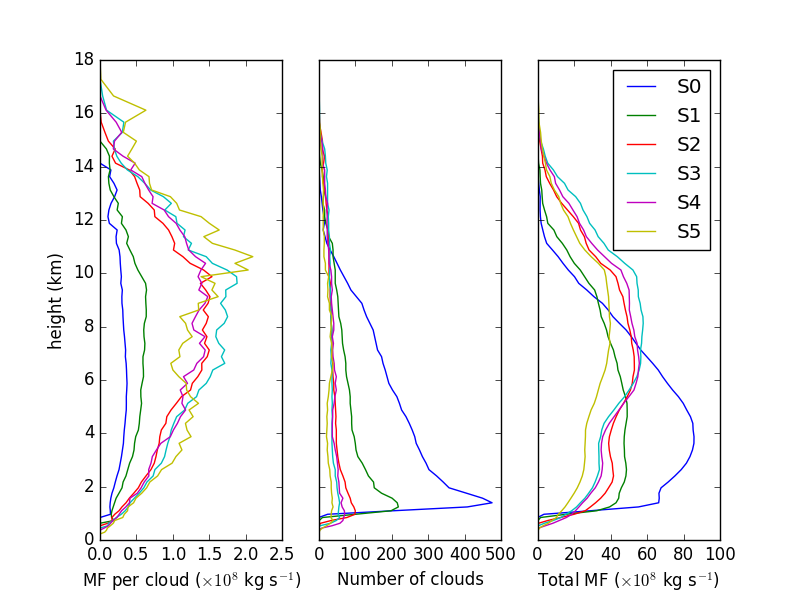 18
16
14
12
10
8
6
4
2
0
height (km)
0.0 0.5 1.0 1.5 2.0 2.5
MF per cloud (×10⁸ kg s⁻¹)
0 100 200 300 400 500
Number of clouds
0 20 40 60 80 100
Total MF (×10⁸ kg s⁻¹)
S0
S1
S2
S3
S4
S5